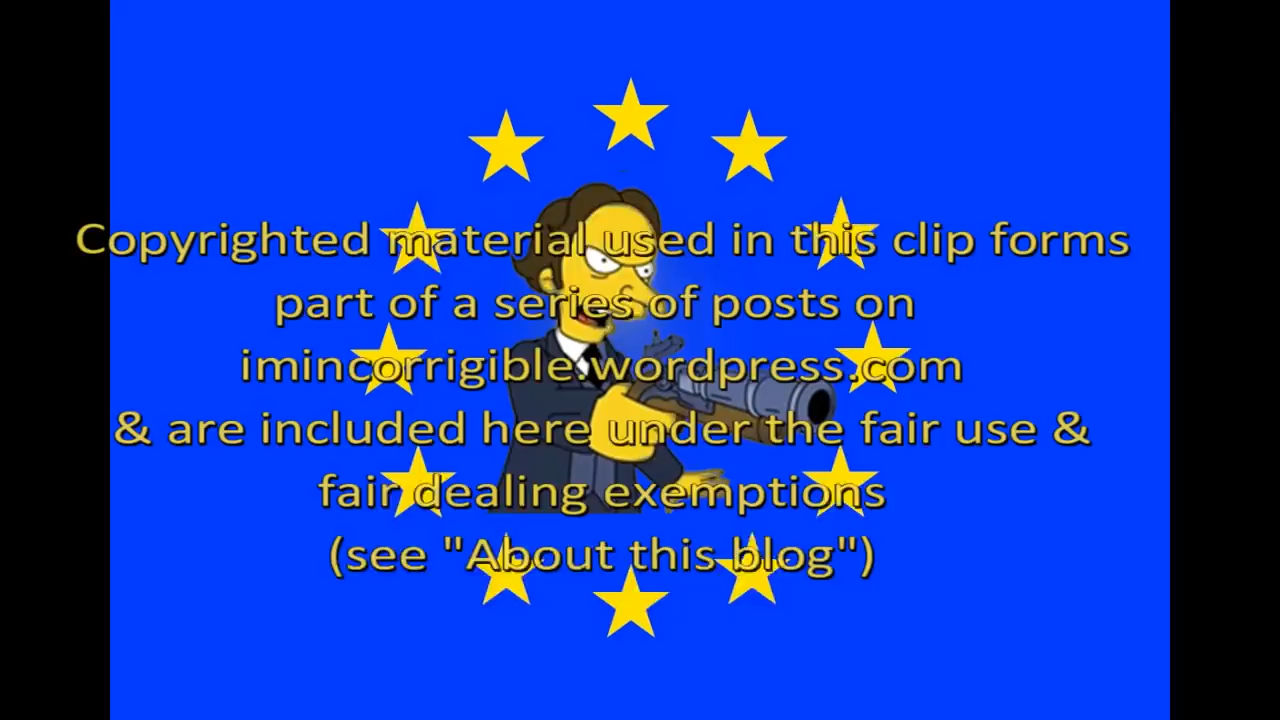 Copyrighted material used in this clip forms
part of a series of posts on
imincorrigible.wordpress.com
& are included here under the fair use &
fair dealing exemptions
(see "About this blog")